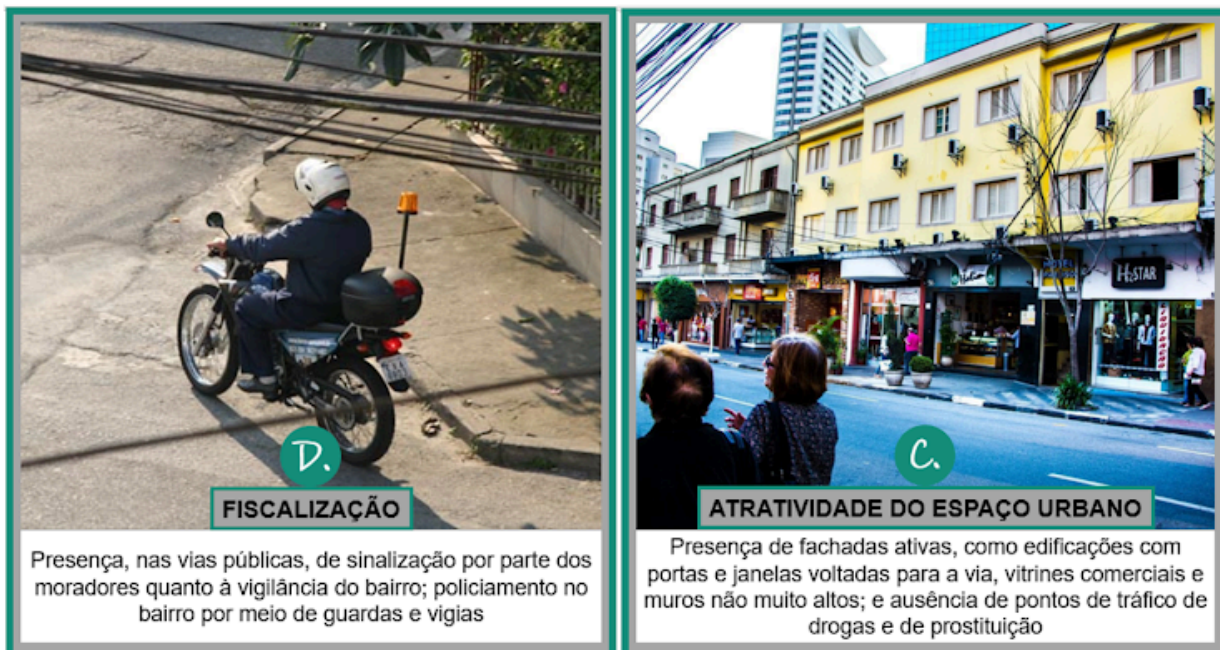 D.
FISCALIZAÇÃO
Presença, nas vias públicas, de sinalização por parte dos
moradores quanto à vigilância do bairro; policiamento no
bairro por meio de guardas e vigias
H2STAR
C.
ATRATIVIDADE DO ESPAÇO URBANO
Presença de fachadas ativas, como edificações com
portas e janelas voltadas para a via, vitrines comerciais e
muros não muito altos; e ausência de pontos de tráfico de
drogas e de prostituição